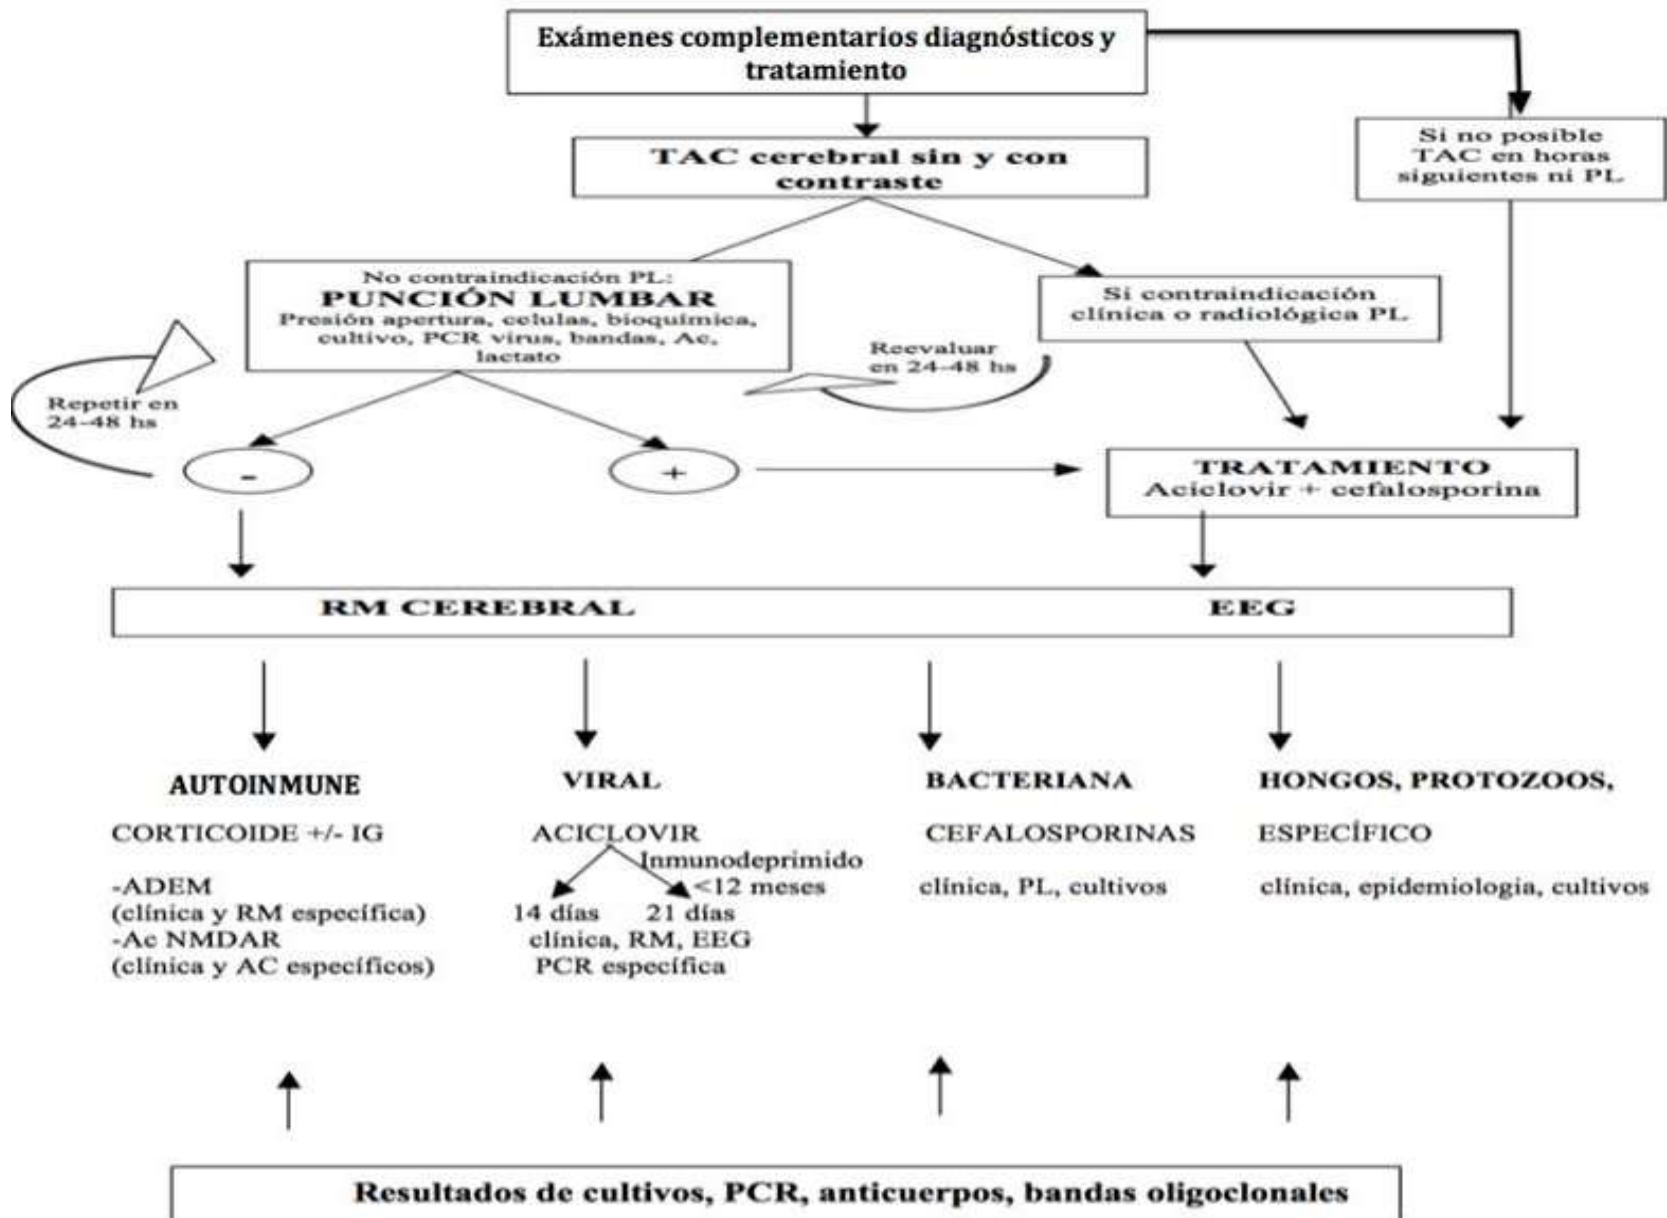 Exámenes complementarios diagnósticos y
tratamiento
TAC cerebral sin y con
contraste
Si no posible
TAC en horas
siguientes ni PL
No contraindicación PL:
PUNCIÓN LUMBAR
Presión apertura, celulas, bioquímica,
cultivo, PCR virus, bandas, Ac,
lactato
Si contraindicación
clínica o radiológica PL
Reevaluar
en 24-48 hs
Repetir en
24-48 hs
-
+
TRATAMIENTO
Aciclovir + cefalosporina
RM CEREBRAL EEG
AUTOINMUNE
CORTICOIDE +/- IG
-ADEM
(clínica y RM específica)
-Ac NMDAR
(clínica y AC específicos)
VIRAL
ACICLOVIR
Inmunodeprimido
<12 meses
14 días 21 días
clínica, RM, EEG
PCR específica
BACTERIANA
CEFALOSPORINAS
clínica, PL, cultivos
HONGOS, PROTOZOOS,
ESPECÍFICO
clínica, epidemiologia, cultivos
Resultados de cultivos, PCR, anticuerpos, bandas oligoclonales